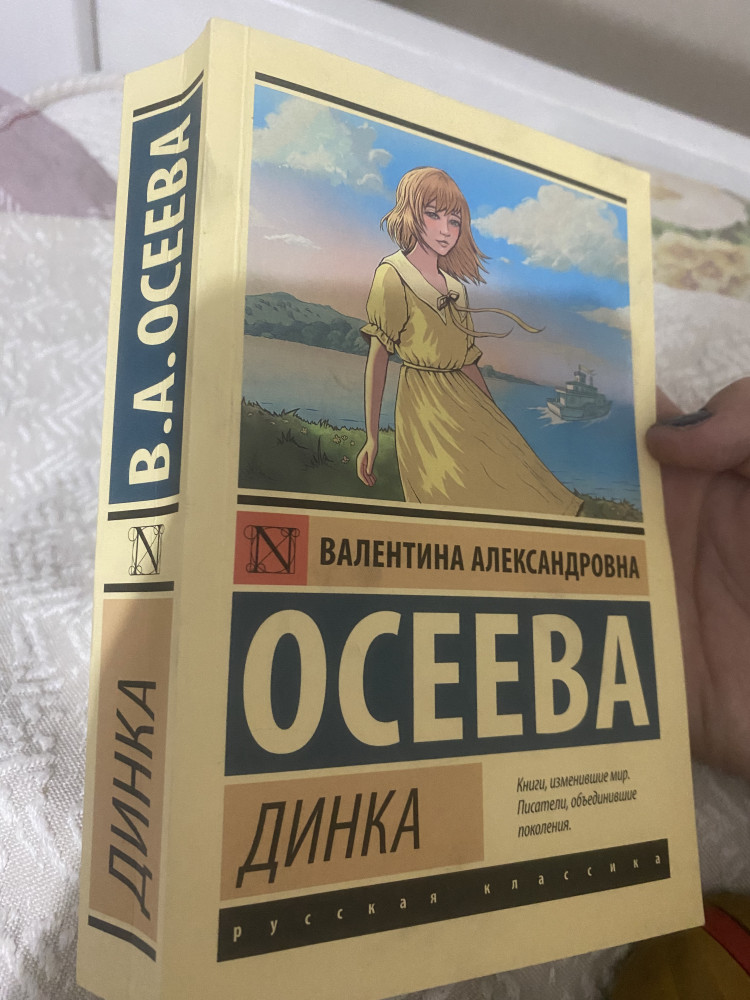 В.А.ОСЕЕВА
N
ДИНКА
N
ВАЛЕНТИНА АЛЕКСАНДРОВНА
ОСЕЕВА
ДИНКА
Книги, изменившие мир.
Писатели, объединившие
поколения.
русская классика